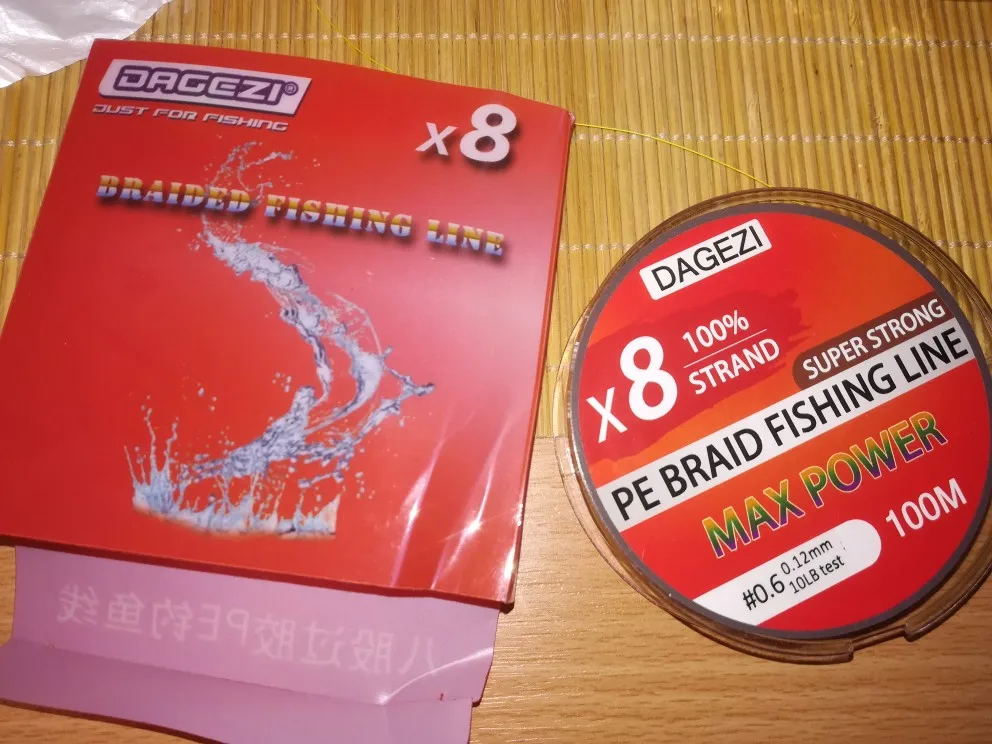 DAGEZI®
JUST FOR FISHING
x8
BRAIDED FISHING LINE
八股过胶PE钓鱼线
DAGEZI
x8 100%
STRAND
SUPER STRONG
PE BRAID FISHING LINE
MAX POWER
100M
#0.6 0.12mm
10LB test